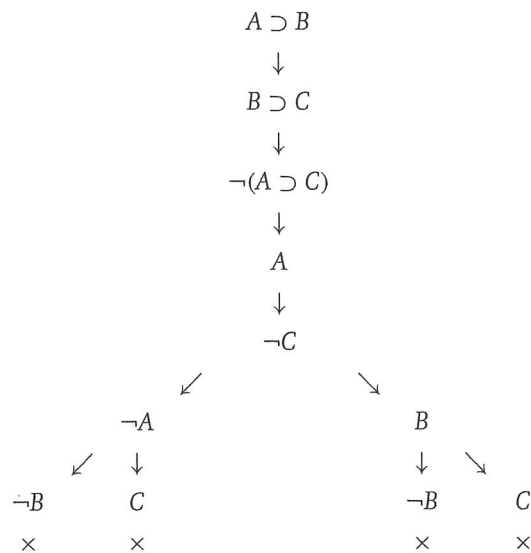 A ⊃ B
↓
B ⊃ C
↓
¬(A ⊃ C)
↓
A
↓
¬C
↙ ↘
¬A B
↙ ↓ ↓ ↘
¬B C ¬B C
× × × ×